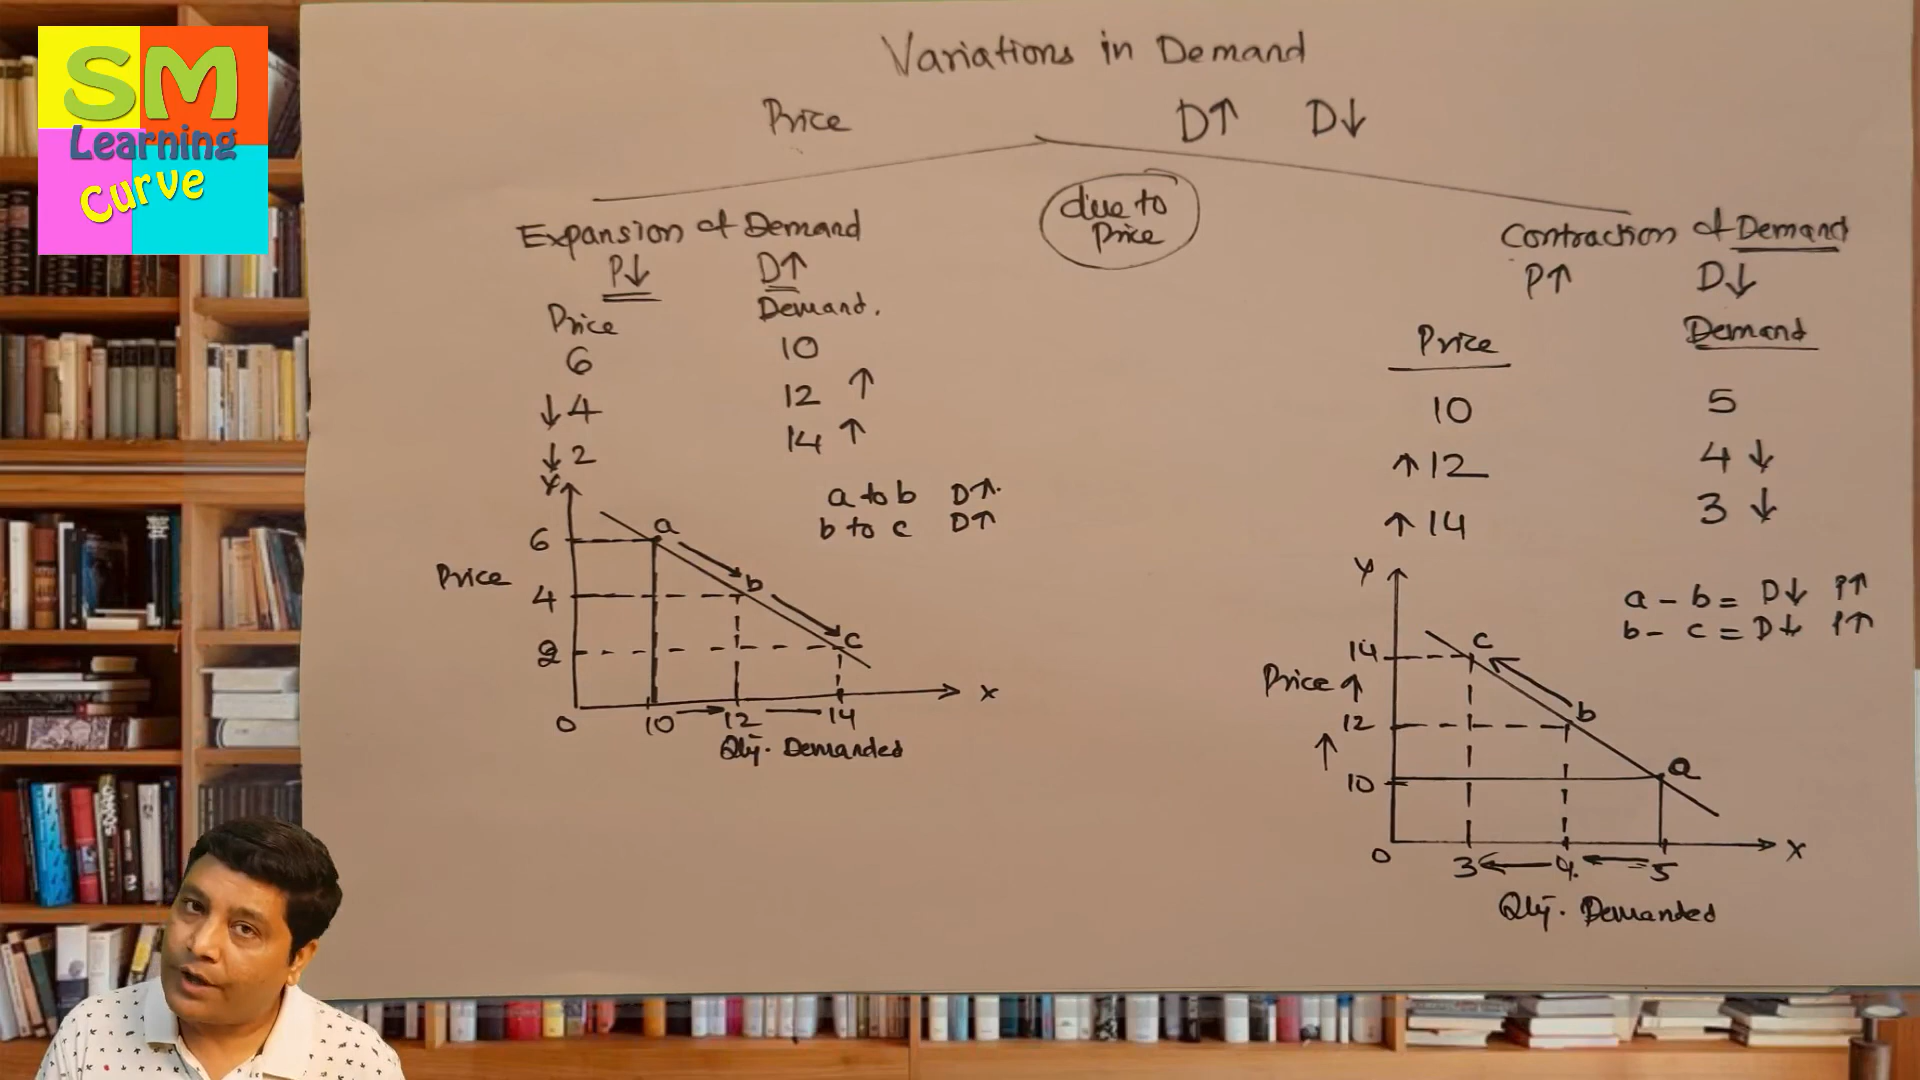 SM
Learning
Curve
Variations in Demand
Price D↑ D↓
due to
Price
Expansion of Demand
P↓ D↑
Price Demand.
6 10
↓ 4 12 ↑
↓ 2 14 ↑
a to b D↑.
b to c D↑
Y
6
Price
4
2
a
b
c
0 10 12 14 X
Qty. Demanded
Contraction of Demand
P↑ D↓
Price Demand
10 5
↑ 12 4 ↓
↑ 14 3 ↓
a - b = D↓ P↑
b - c = D↓ P↑
Y
14
Price ↑
12
↑
10
c
b
a
0 3 4. 5 X
Qty. Demanded